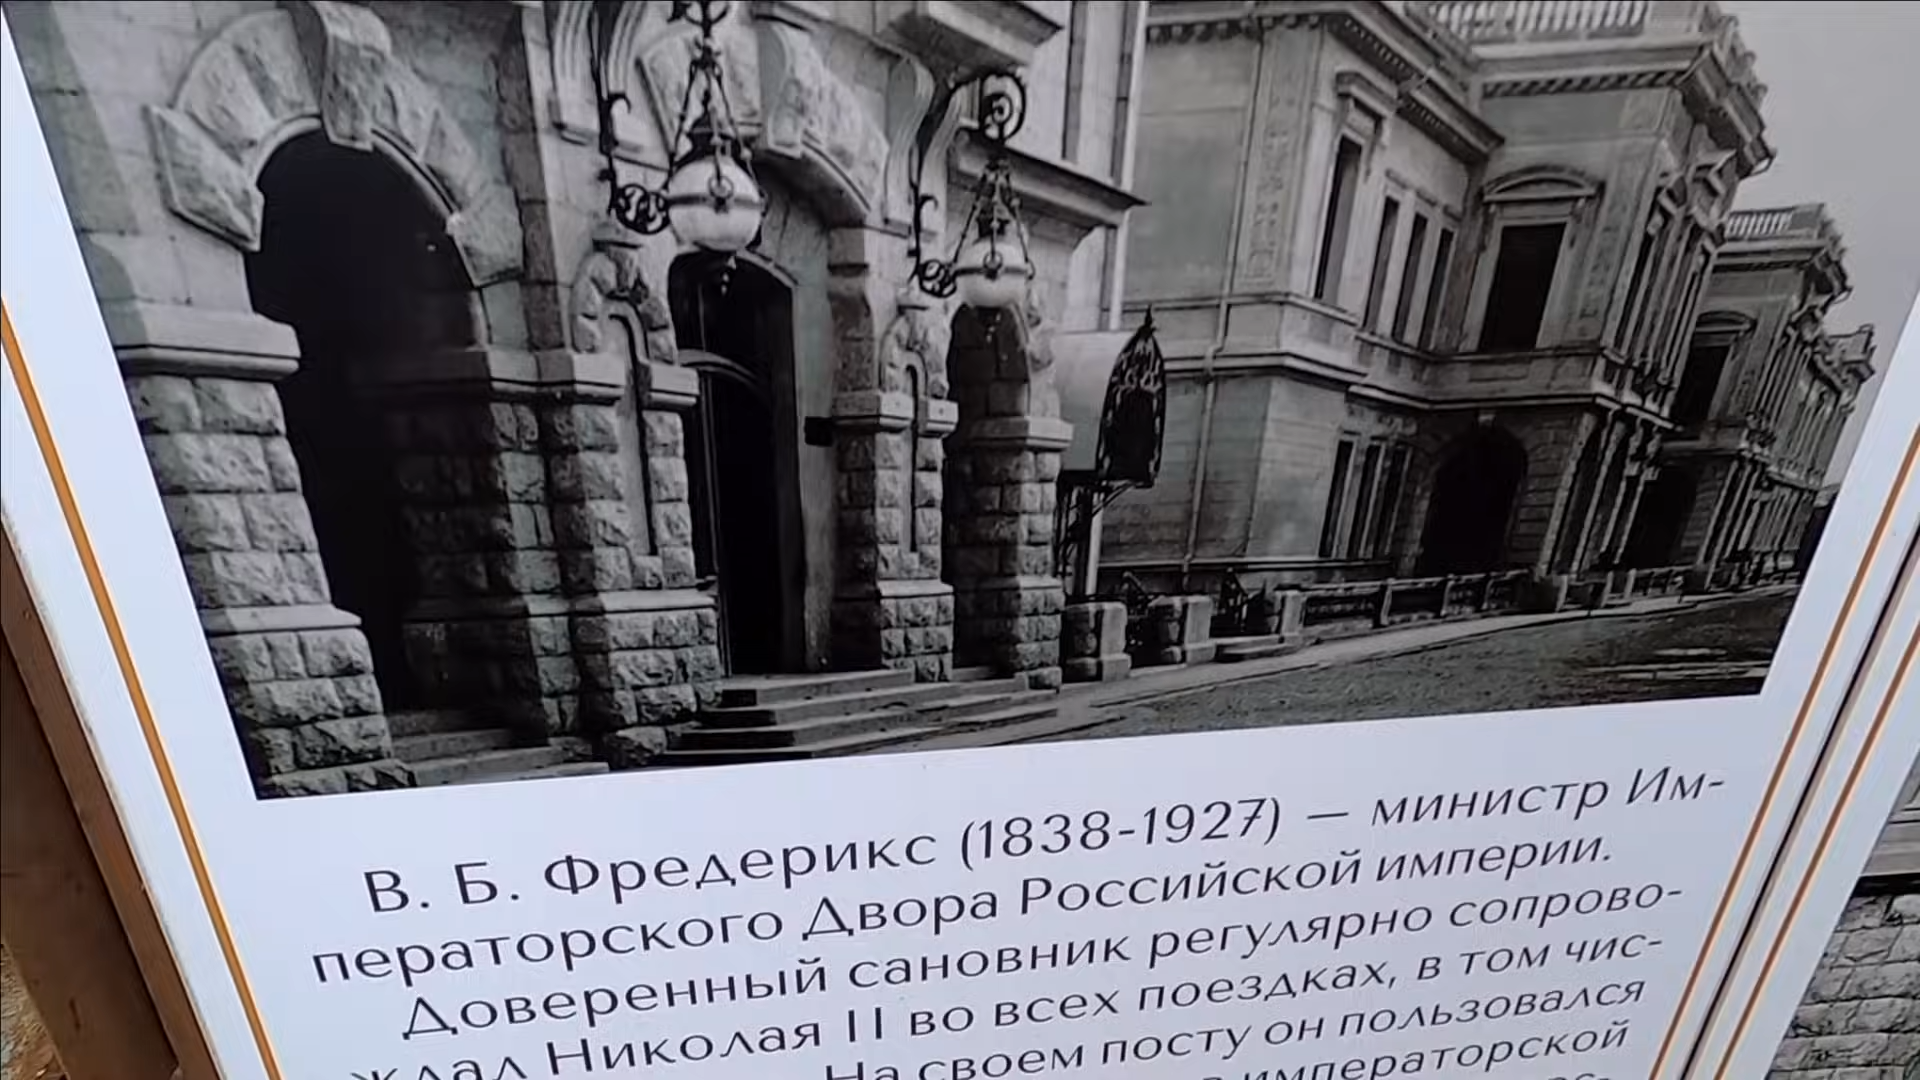 В. Б. Фредерикс (1838-1927) — министр Им-
ператорского Двора Российской империи.
Доверенный сановник регулярно сопрово-
ждал Николая II во всех поездках, в том чис-
На своем посту он пользовался
императорской